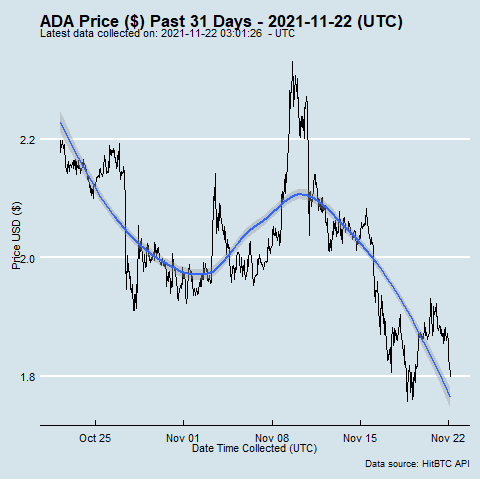 ADA Price ($) Past 31 Days - 2021-11-22 (UTC)
Latest data collected on: 2021-11-22 03:01:26 - UTC
2.2
2.0
1.8
Price USD ($)
Oct 25 Nov 01 Nov 08 Nov 15 Nov 22
Date Time Collected (UTC)
Data source: HitBTC API